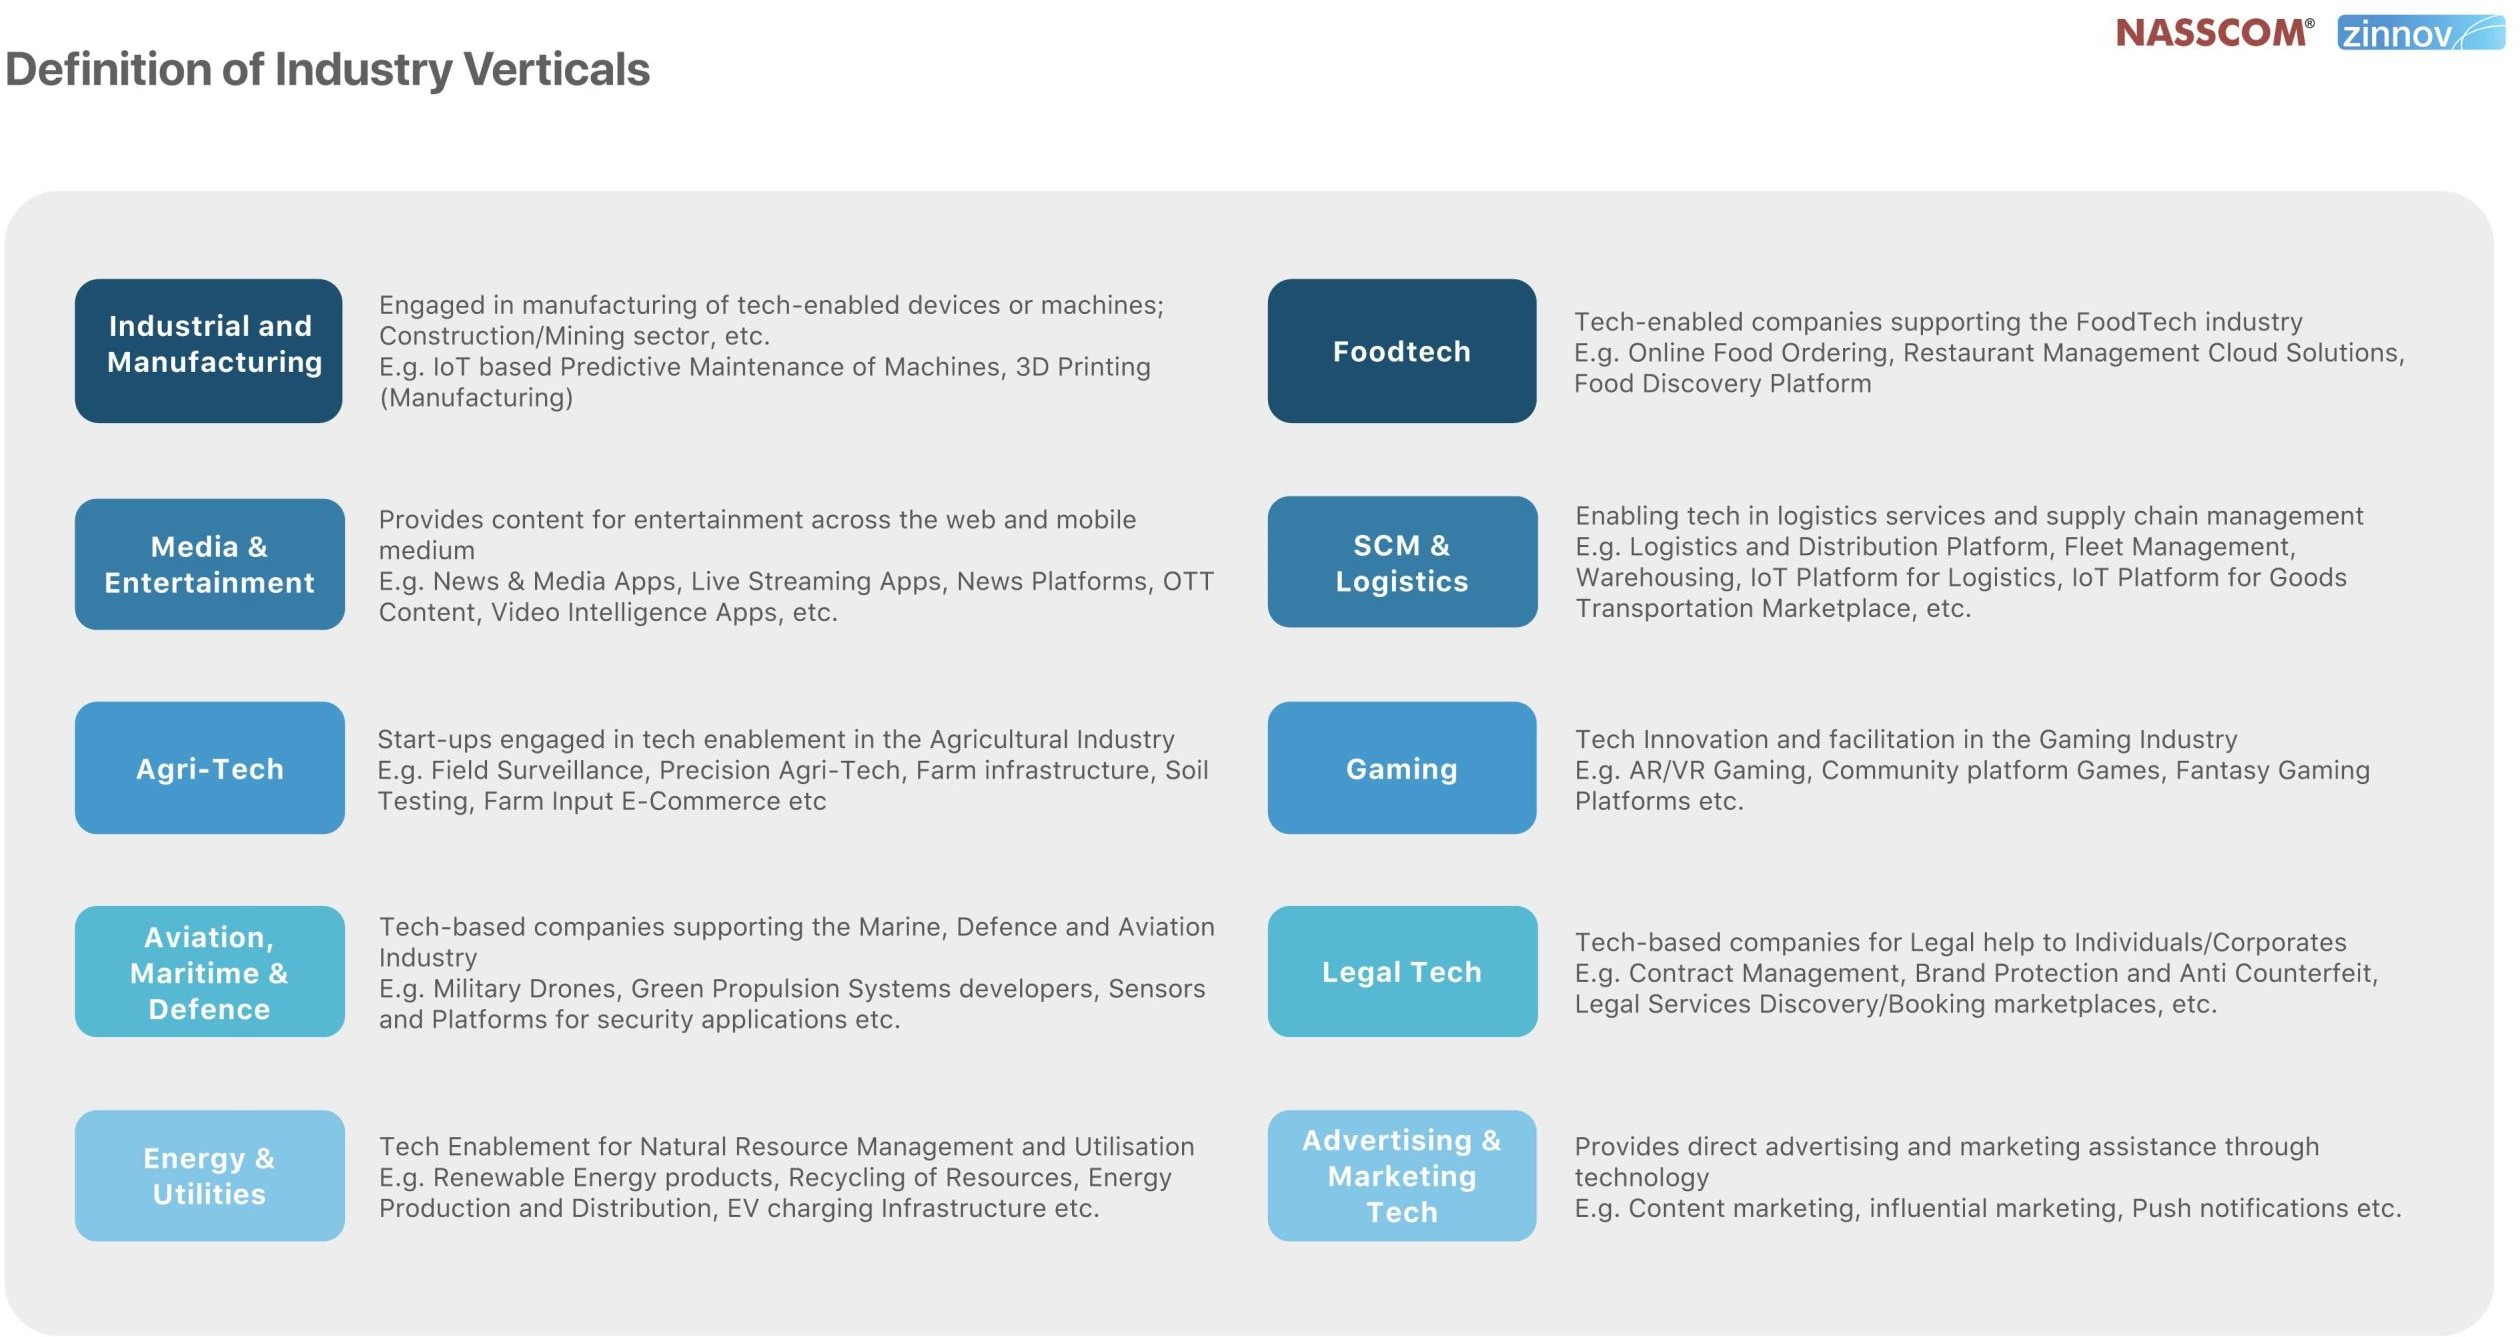 NASSCOM®
zinnov
Definition of Industry Verticals
Industrial and
Manufacturing
Engaged in manufacturing of tech-enabled devices or machines;
Construction/Mining sector, etc.
E.g. IoT based Predictive Maintenance of Machines, 3D Printing
(Manufacturing)
Foodtech
Tech-enabled companies supporting the FoodTech industry
E.g. Online Food Ordering, Restaurant Management Cloud Solutions,
Food Discovery Platform
Media &
Entertainment
Provides content for entertainment across the web and mobile
medium
E.g. News & Media Apps, Live Streaming Apps, News Platforms, OTT
Content, Video Intelligence Apps, etc.
SCM &
Logistics
Enabling tech in logistics services and supply chain management
E.g. Logistics and Distribution Platform, Fleet Management,
Warehousing, IoT Platform for Logistics, IoT Platform for Goods
Transportation Marketplace, etc.
Agri-Tech
Start-ups engaged in tech enablement in the Agricultural Industry
E.g. Field Surveillance, Precision Agri-Tech, Farm infrastructure, Soil
Testing, Farm Input E-Commerce etc
Gaming
Tech Innovation and facilitation in the Gaming Industry
E.g. AR/VR Gaming, Community platform Games, Fantasy Gaming
Platforms etc.
Aviation,
Maritime &
Defence
Tech-based companies supporting the Marine, Defence and Aviation
Industry
E.g. Military Drones, Green Propulsion Systems developers, Sensors
and Platforms for security applications etc.
Legal Tech
Tech-based companies for Legal help to Individuals/Corporates
E.g. Contract Management, Brand Protection and Anti Counterfeit,
Legal Services Discovery/Booking marketplaces, etc.
Energy &
Utilities
Tech Enablement for Natural Resource Management and Utilisation
E.g. Renewable Energy products, Recycling of Resources, Energy
Production and Distribution, EV charging Infrastructure etc.
Advertising &
Marketing
Tech
Provides direct advertising and marketing assistance through
technology
E.g. Content marketing, influential marketing, Push notifications etc.